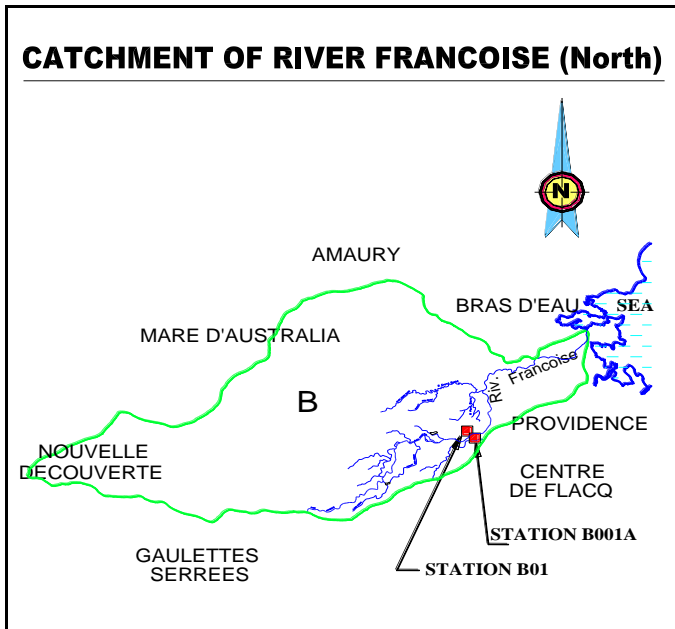 CATCHMENT OF RIVER FRANCOISE (North)
N
AMAURY
BRAS D'EAU
SEA
MARE D'AUSTRALIA
B
Riv. Francoise
PROVIDENCE
NOUVELLE
DECOUVERTE
CENTRE
DE FLACQ
STATION B001A
GAULETTES
SERREES
STATION B01